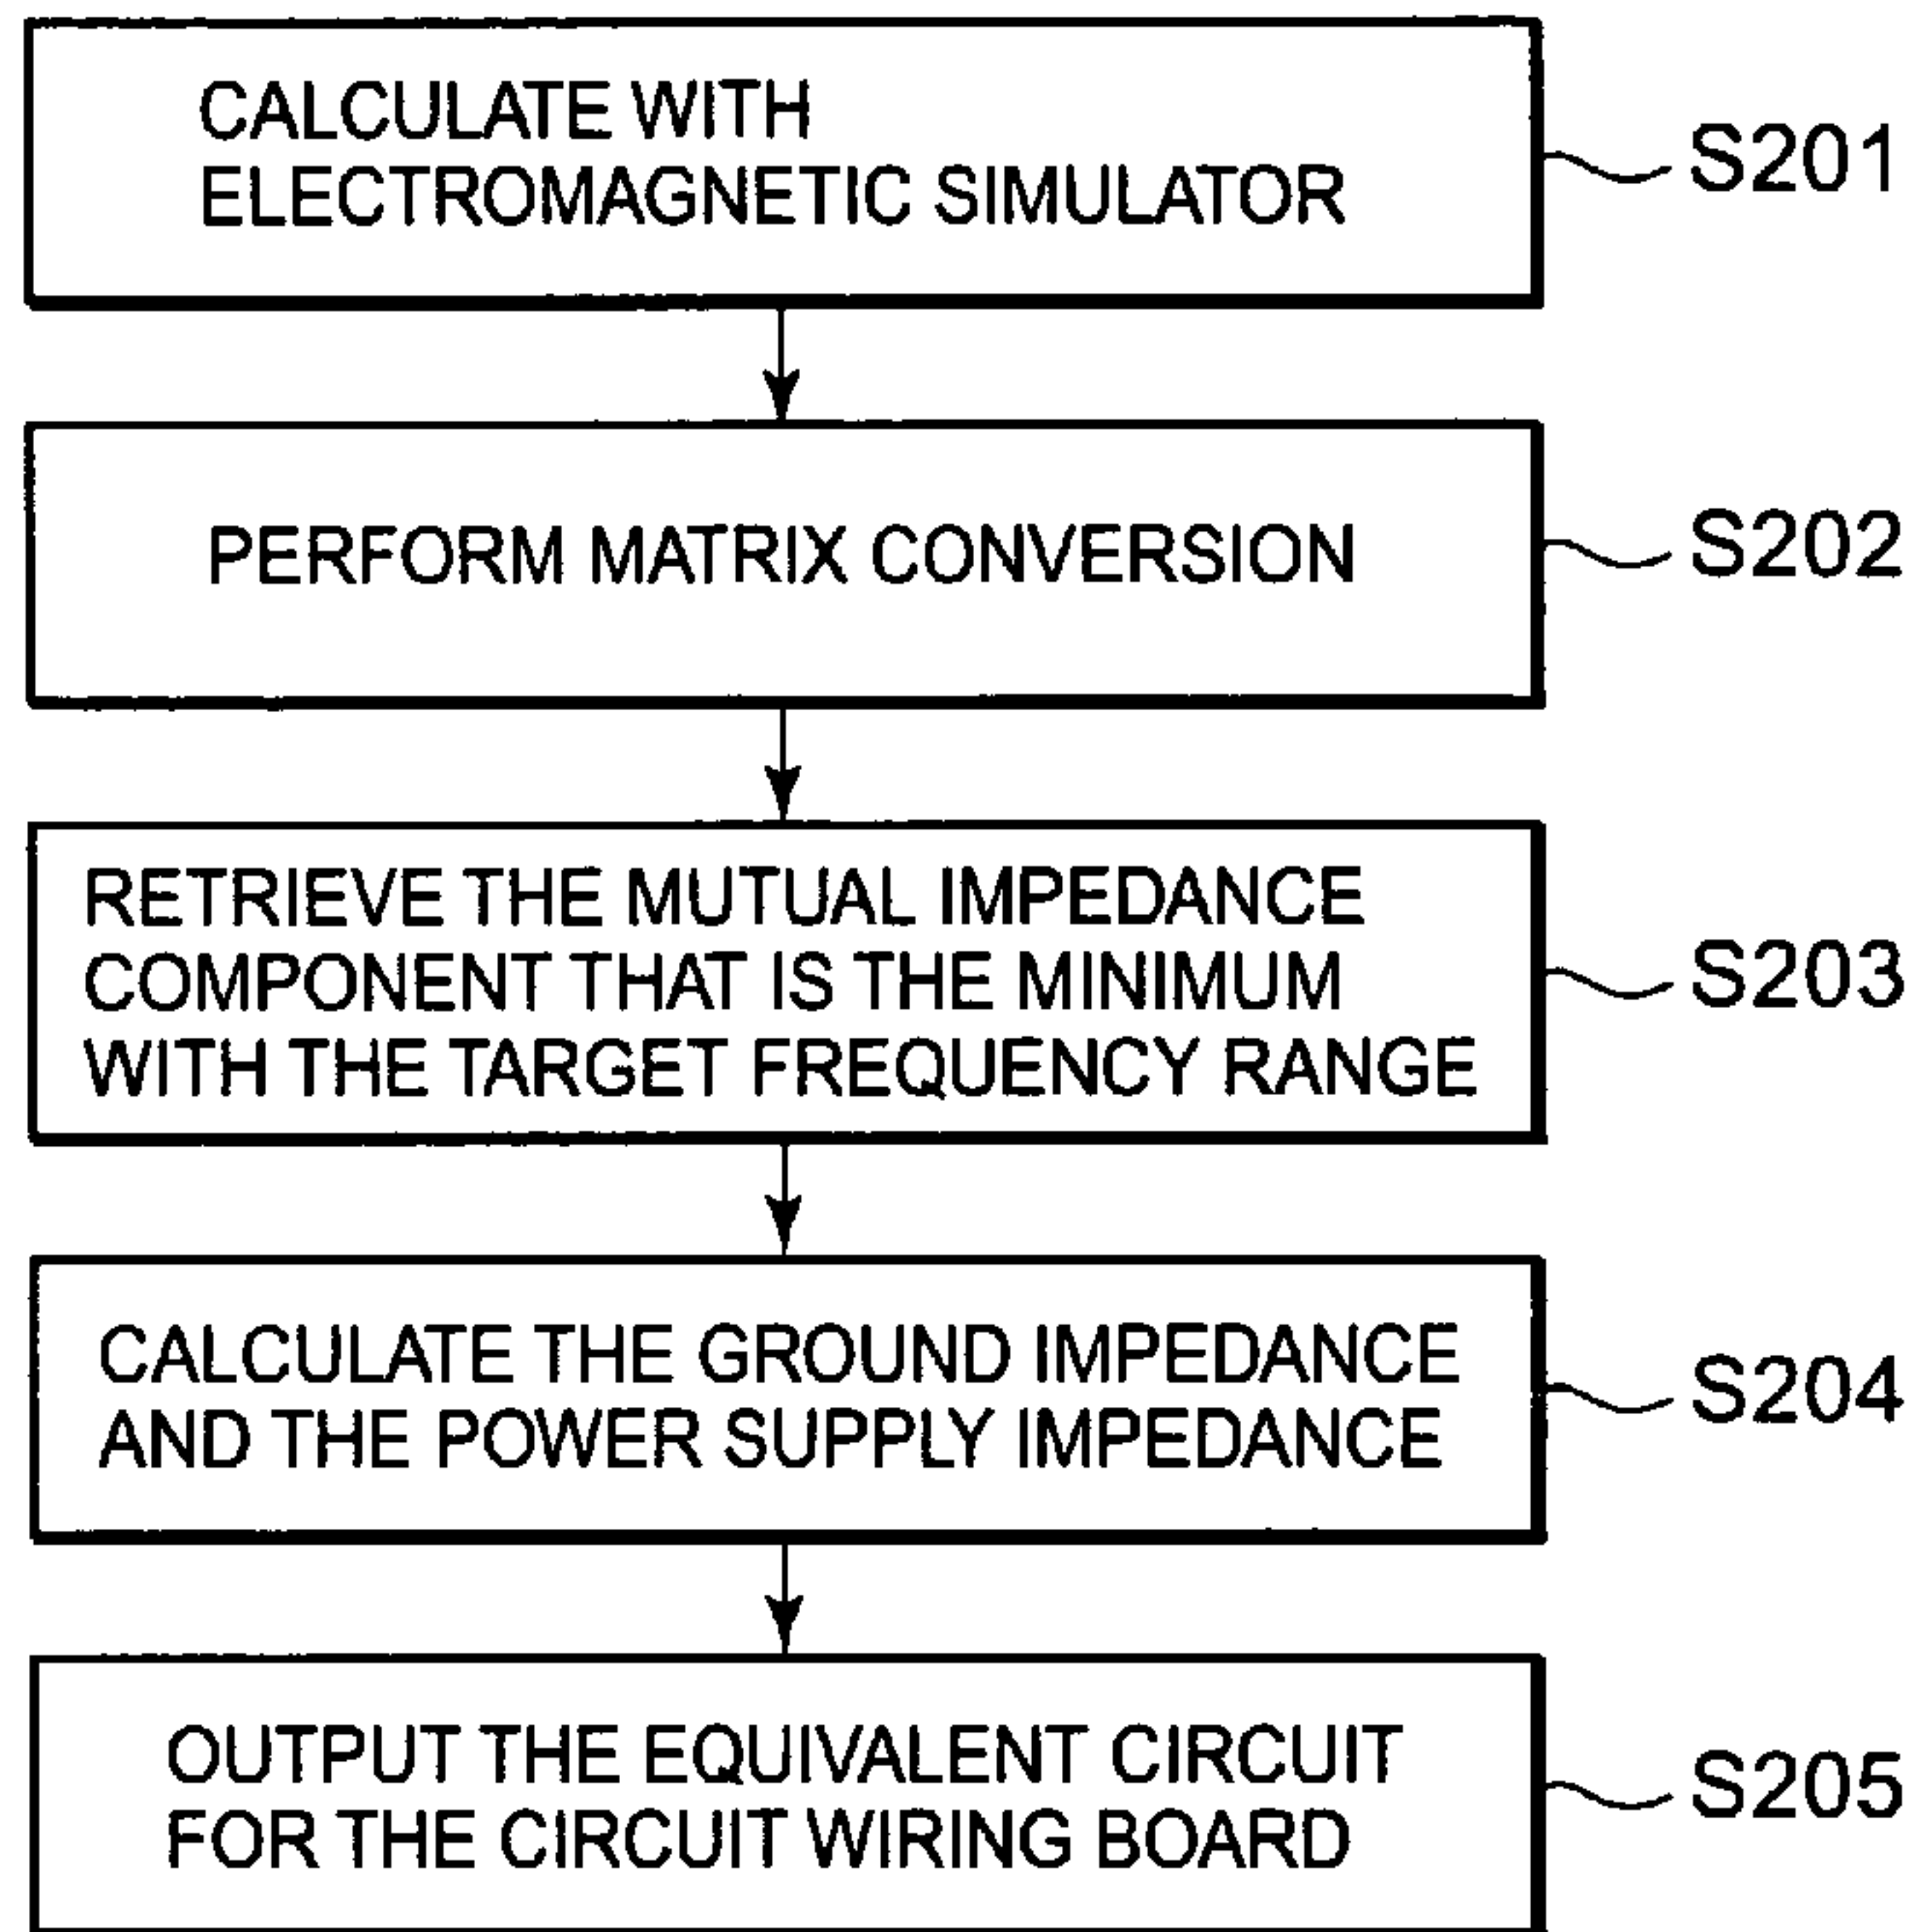 CALCULATE WITH
ELECTROMAGNETIC SIMULATOR
S201
PERFORM MATRIX CONVERSION
S202
RETRIEVE THE MUTUAL IMPEDANCE
COMPONENT THAT IS THE MINIMUM
WITH THE TARGET FREQUENCY RANGE
S203
CALCULATE THE GROUND IMPEDANCE
AND THE POWER SUPPLY IMPEDANCE
S204
OUTPUT THE EQUIVALENT CIRCUIT
FOR THE CIRCUIT WIRING BOARD
S205